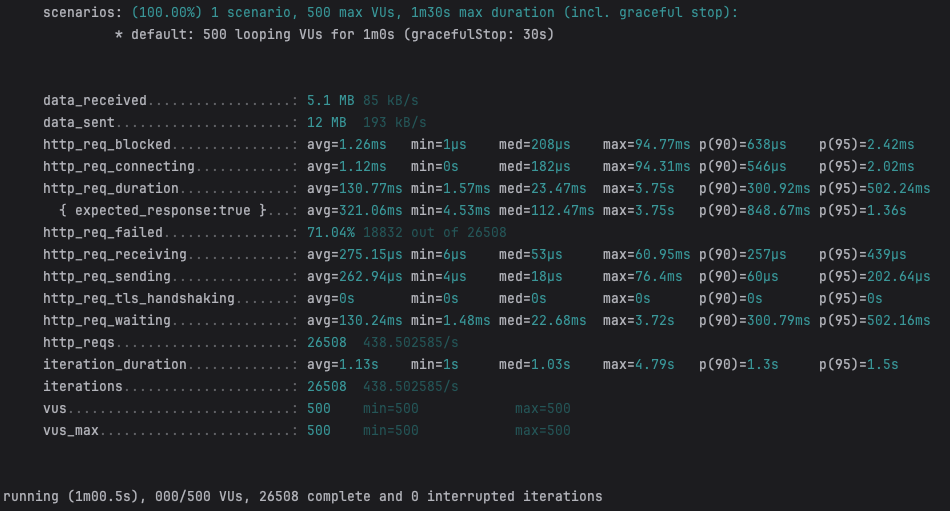 scenarios: (100.00%) 1 scenario, 500 max VUs, 1m30s max duration (incl. graceful stop):
* default: 500 looping VUs for 1m0s (gracefulStop: 30s)
data_received...................: 5.1 MB 85 kB/s
data_sent.......................: 12 MB 193 kB/s
http_req_blocked................: avg=1.26ms min=1µs med=208µs max=94.77ms p(90)=638µs p(95)=2.42ms
http_req_connecting.............: avg=1.12ms min=0s med=182µs max=94.31ms p(90)=546µs p(95)=2.02ms
http_req_duration...............: avg=130.77ms min=1.57ms med=23.47ms max=3.75s p(90)=300.92ms p(95)=502.24ms
{ expected_response:true }....: avg=321.06ms min=4.53ms med=112.47ms max=3.75s p(90)=848.67ms p(95)=1.36s
http_req_failed.................: 71.04% 18832 out of 26508
http_req_receiving..............: avg=275.15µs min=6µs med=53µs max=60.95ms p(90)=257µs p(95)=439µs
http_req_sending................: avg=262.94µs min=4µs med=18µs max=76.4ms p(90)=60µs p(95)=202.64µs
http_req_tls_handshaking........: avg=0s min=0s med=0s max=0s p(90)=0s p(95)=0s
http_req_waiting................: avg=130.24ms min=1.48ms med=22.68ms max=3.72s p(90)=300.79ms p(95)=502.16ms
http_reqs.......................: 26508 438.502585/s
iteration_duration..............: avg=1.13s min=1s med=1.03s max=4.79s p(90)=1.3s p(95)=1.5s
iterations......................: 26508 438.502585/s
vus.............................: 500 min=500 max=500
vus_max.........................: 500 min=500 max=500
running (1m00.5s), 000/500 VUs, 26508 complete and 0 interrupted iterations